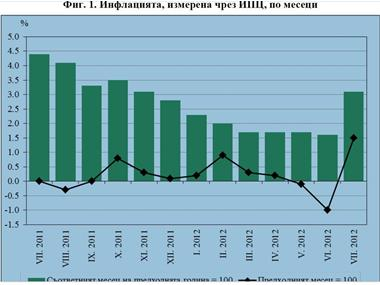 Фиг. 1. Инфлацията, измерена чрез ИПЦ, по месеци
%
5.0
4.5
4.0
3.5
3.0
2.5
2.0
1.5
1.0
0.5
0.0
-0.5
-1.0
-1.5
VII. 2011
VIII. 2011
IX. 2011
X. 2011
XI. 2011
XII. 2011
I. 2012
II. 2012
III. 2012
IV. 2012
V. 2012
VI. 2012
VII. 2012
Съответният месец на предходната година = 100
Предходният месец = 100